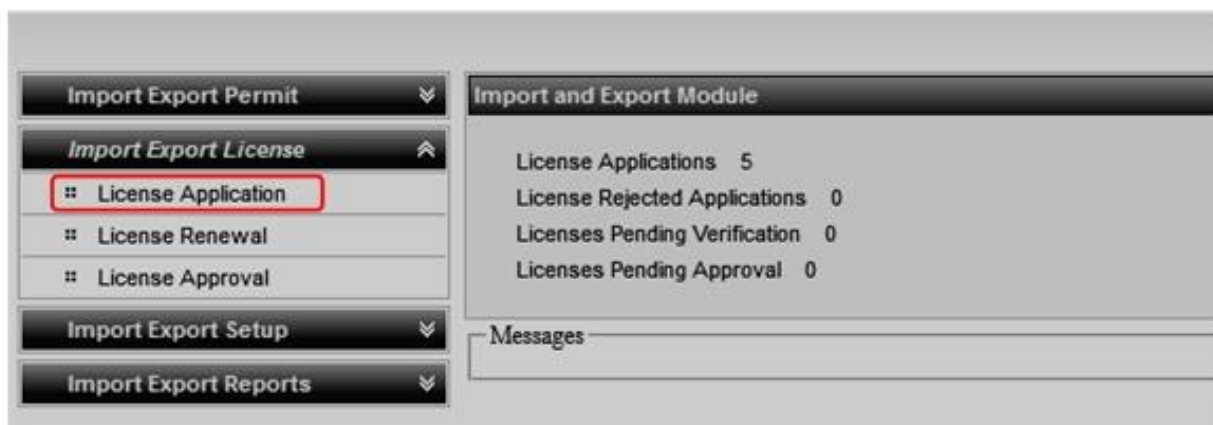 Import Export Permit
Import Export License
License Application
License Renewal
License Approval
Import Export Setup
Import Export Reports
Import and Export Module
License Applications 5
License Rejected Applications 0
Licenses Pending Verification 0
Licenses Pending Approval 0
Messages